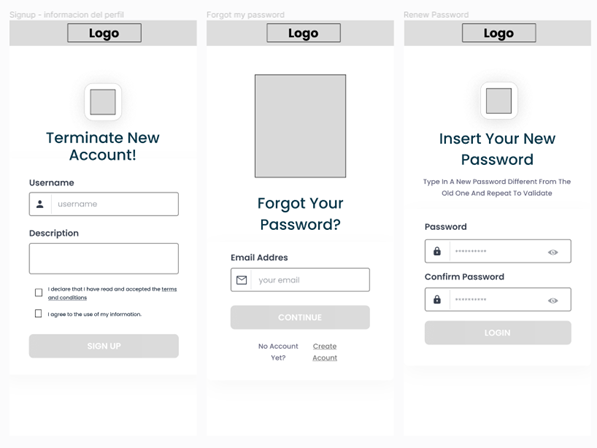 Signup - informacion del perfil
Logo
Terminate New
Account!
Username
username
Description
I declare that I have read and accepted the terms
and conditions
I agree to the use of my information.
SIGN UP
Forgot my password
Logo
Forgot Your
Password?
Email Addres
your email
CONTINUE
No Account
Yet?
Create
Acount
Renew Password
Logo
Insert Your New
Password
Type In A New Password Different From The
Old One And Repeat To Validate
Password
**********
Confirm Password
**********
LOGIN